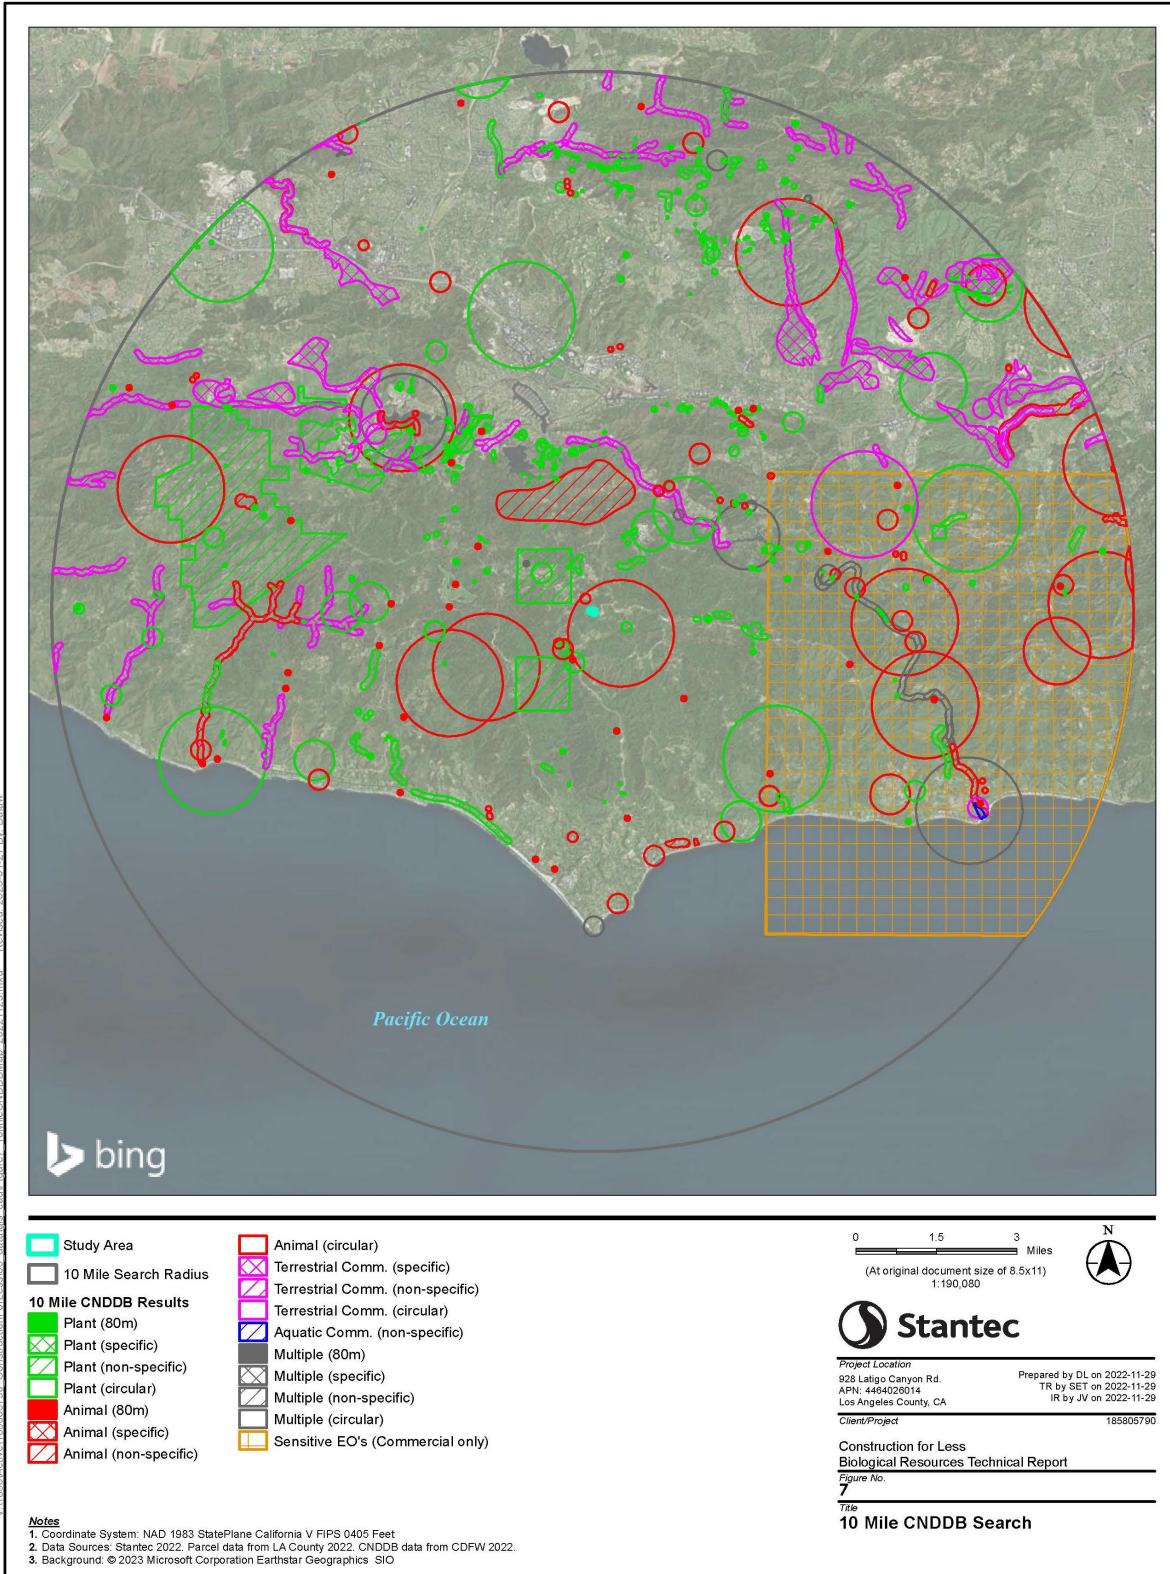 Pacific Ocean
bing
Study Area
10 Mile Search Radius
10 Mile CNDDB Results
Plant (80m)
Plant (specific)
Plant (non-specific)
Plant (circular)
Animal (80m)
Animal (specific)
Animal (non-specific)
Animal (circular)
Terrestrial Comm. (specific)
Terrestrial Comm. (non-specific)
Terrestrial Comm. (circular)
Aquatic Comm. (non-specific)
Multiple (80m)
Multiple (specific)
Multiple (non-specific)
Multiple (circular)
Sensitive EO's (Commercial only)
0 1.5 3
Miles
(At original document size of 8.5x11)
1:190,080
N
Stantec
Project Location
928 Latigo Canyon Rd.
APN: 4464026014
Los Angeles County, CA
Prepared by DL on 2022-11-29
TR by SET on 2022-11-29
IR by JV on 2022-11-29
Client/Project 185805790
Construction for Less
Biological Resources Technical Report
Figure No.
7
Title
10 Mile CNDDB Search
Notes
1. Coordinate System: NAD 1983 StatePlane California V FIPS 0405 Feet
2. Data Sources: Stantec 2022. Parcel data from LA County 2022. CNDDB data from CDFW 2022.
3. Background: © 2023 Microsoft Corporation Earthstar Geographics SIO